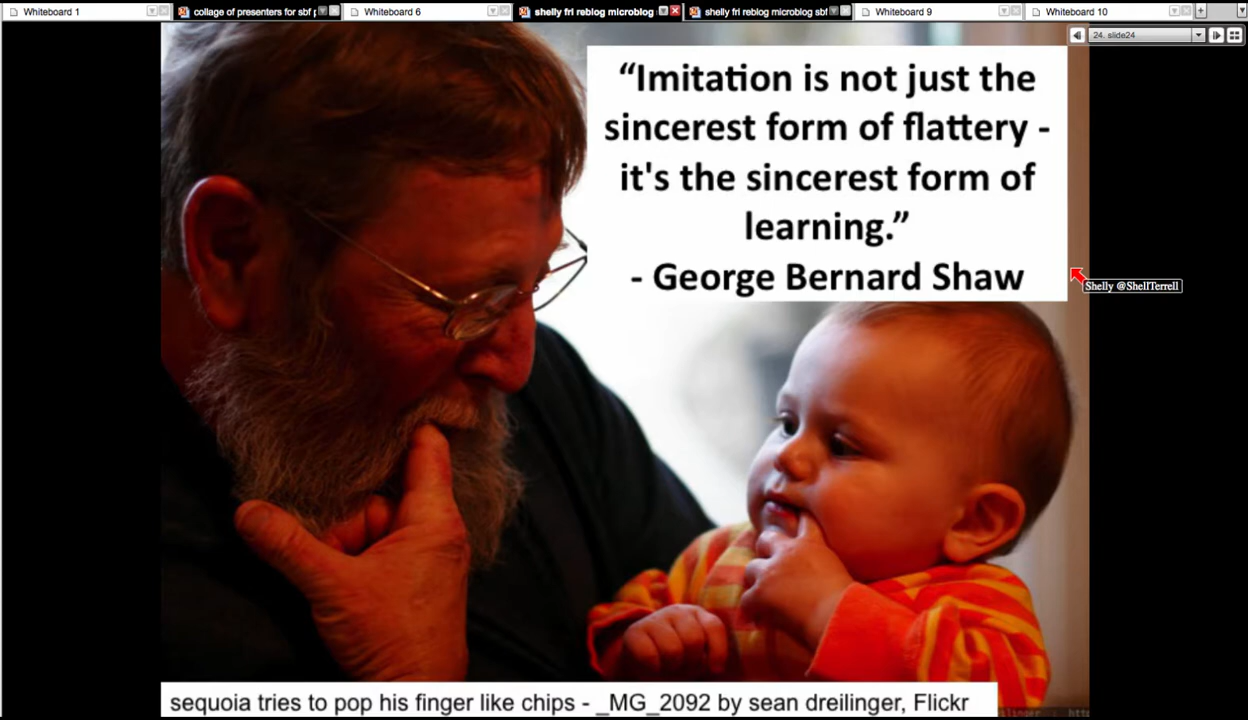 Whiteboard 1
collage of presenters for sbf
Whiteboard 6
shelly fri reblog microblog
shelly fri reblog microblog sbf
Whiteboard 9
Whiteboard 10
+
24. slide24
“Imitation is not just the
sincerest form of flattery -
it's the sincerest form of
learning.”
- George Bernard Shaw
Shelly @ShellTerrell
sequoia tries to pop his finger like chips - _MG_2092 by sean dreilinger, Flickr